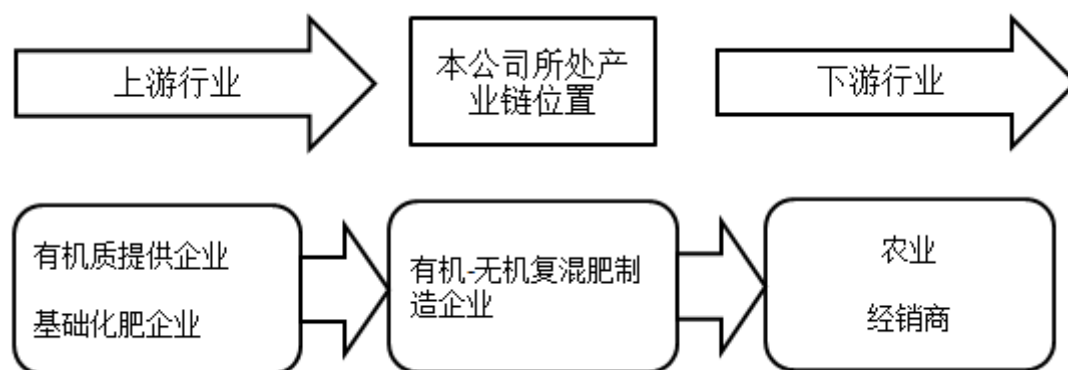 上游行业
本公司所处产
业链位置
下游行业
有机质提供企业
基础化肥企业
有机-无机复混肥制
造企业
农业
经销商